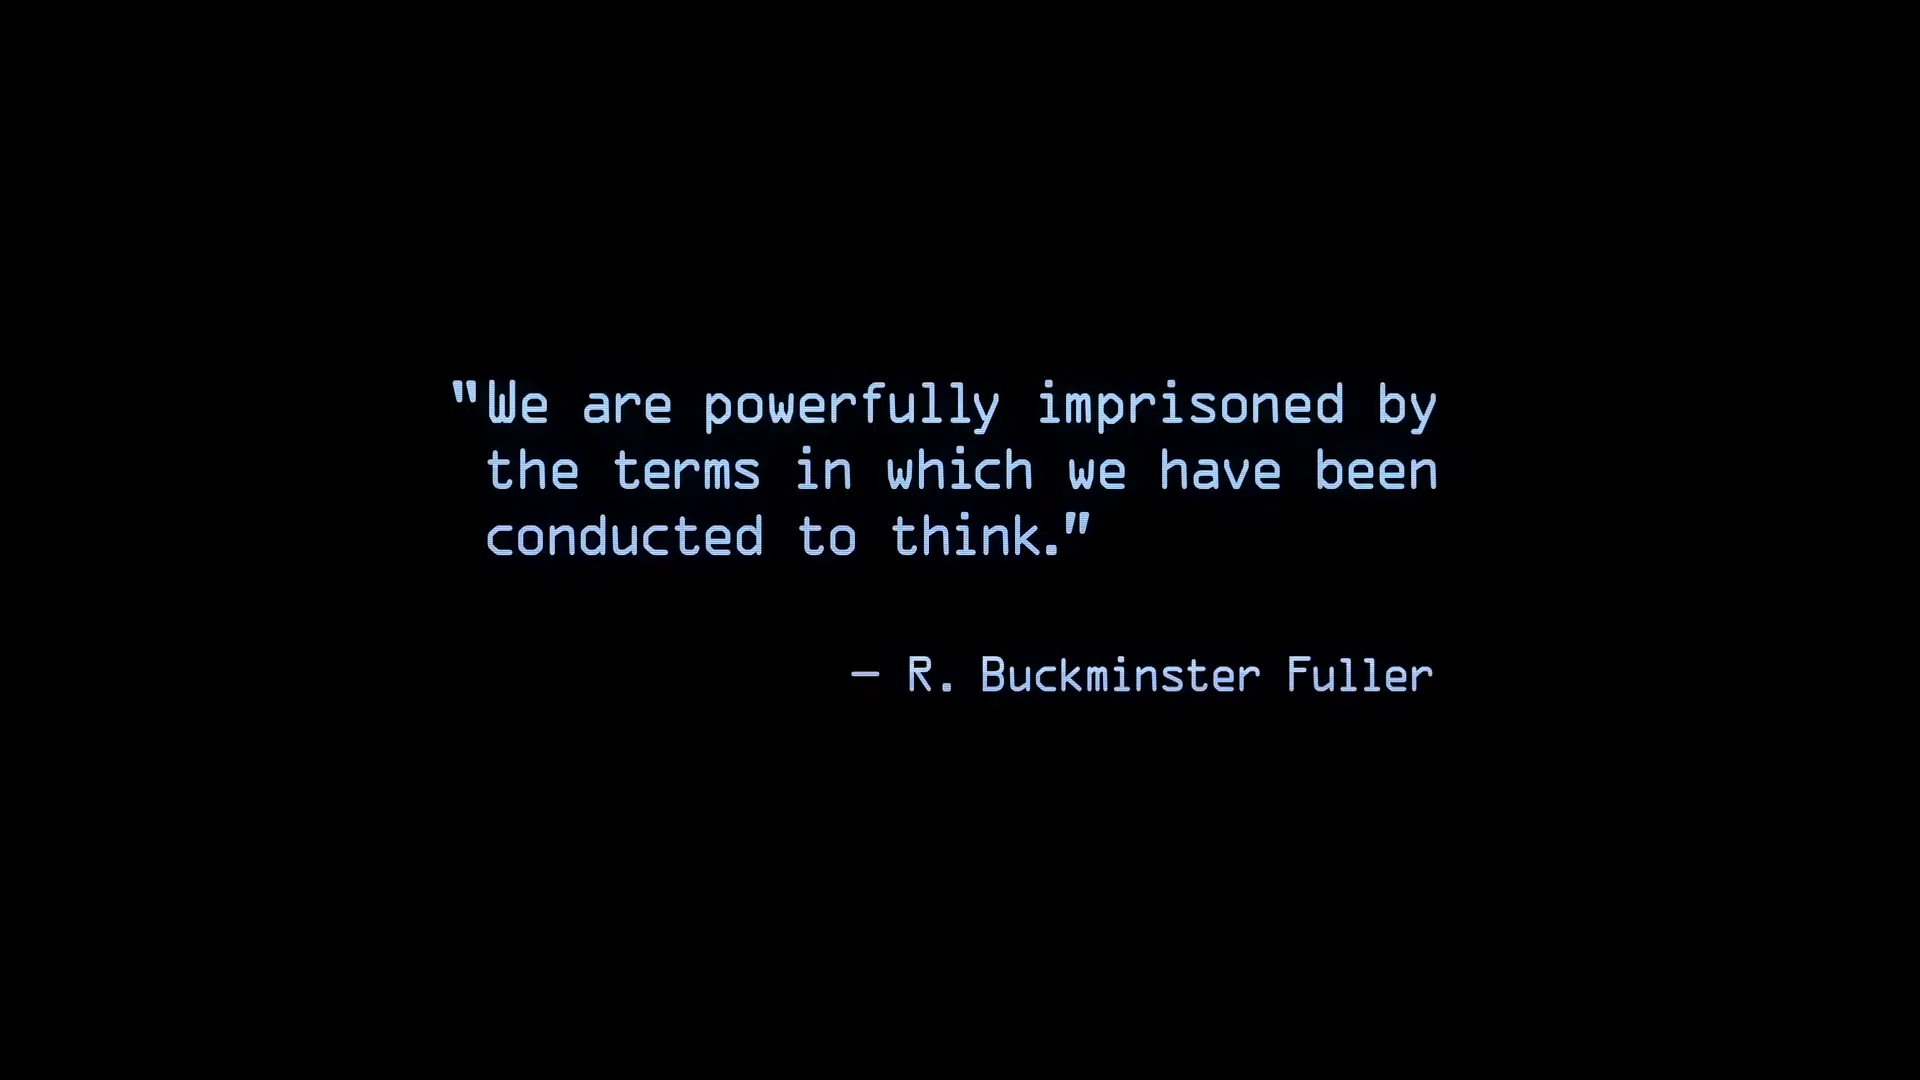 "We are powerfully imprisoned by
the terms in which we have been
conducted to think."
— R. Buckminster Fuller